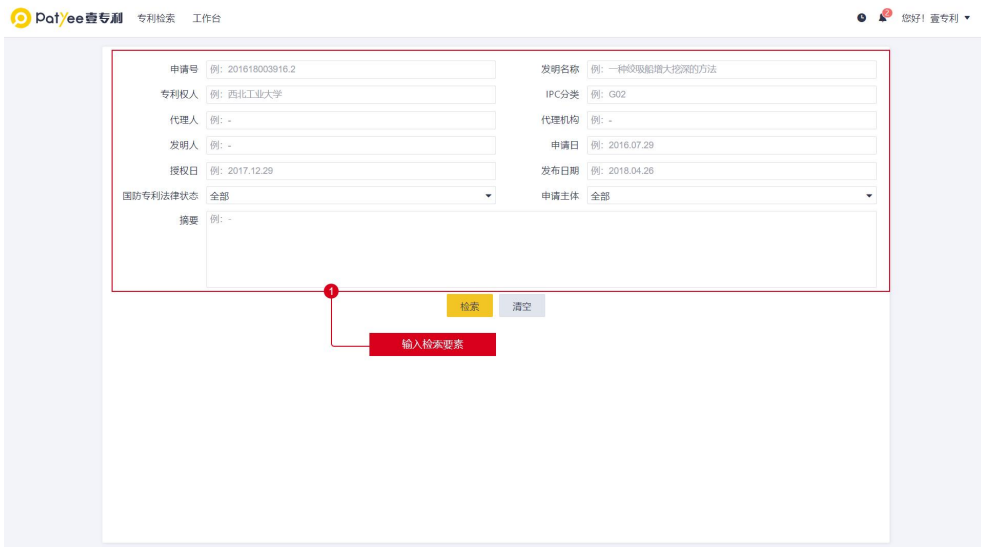 Patyee壹专利 专利检索 工作台 2 您好！壹专利
申请号 例：201618003916.2 发明名称 例：一种绞吸船增大挖深的方法
专利权人 例：西北工业大学 IPC分类 例：G02
代理人 例：- 代理机构 例：-
发明人 例：- 申请日 例：2016.07.29
授权日 例：2017.12.29 发布日期 例：2018.04.26
国防专利法律状态 全部 申请主体 全部
摘要 例：-
1
检索 清空
输入检索要素